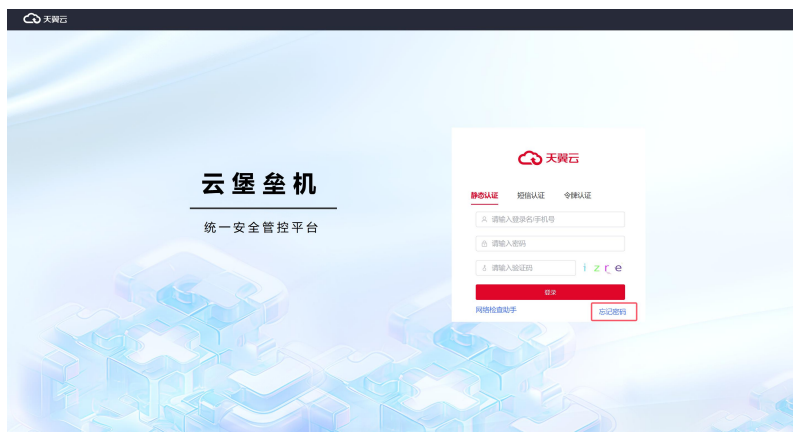 天翼云
云堡垒机
统一安全管控平台
天翼云
静态认证 短信认证 令牌认证
请输入登录名/手机号
请输入密码
请输入验证码 f z r e
登录
网络检查助手 忘记密码